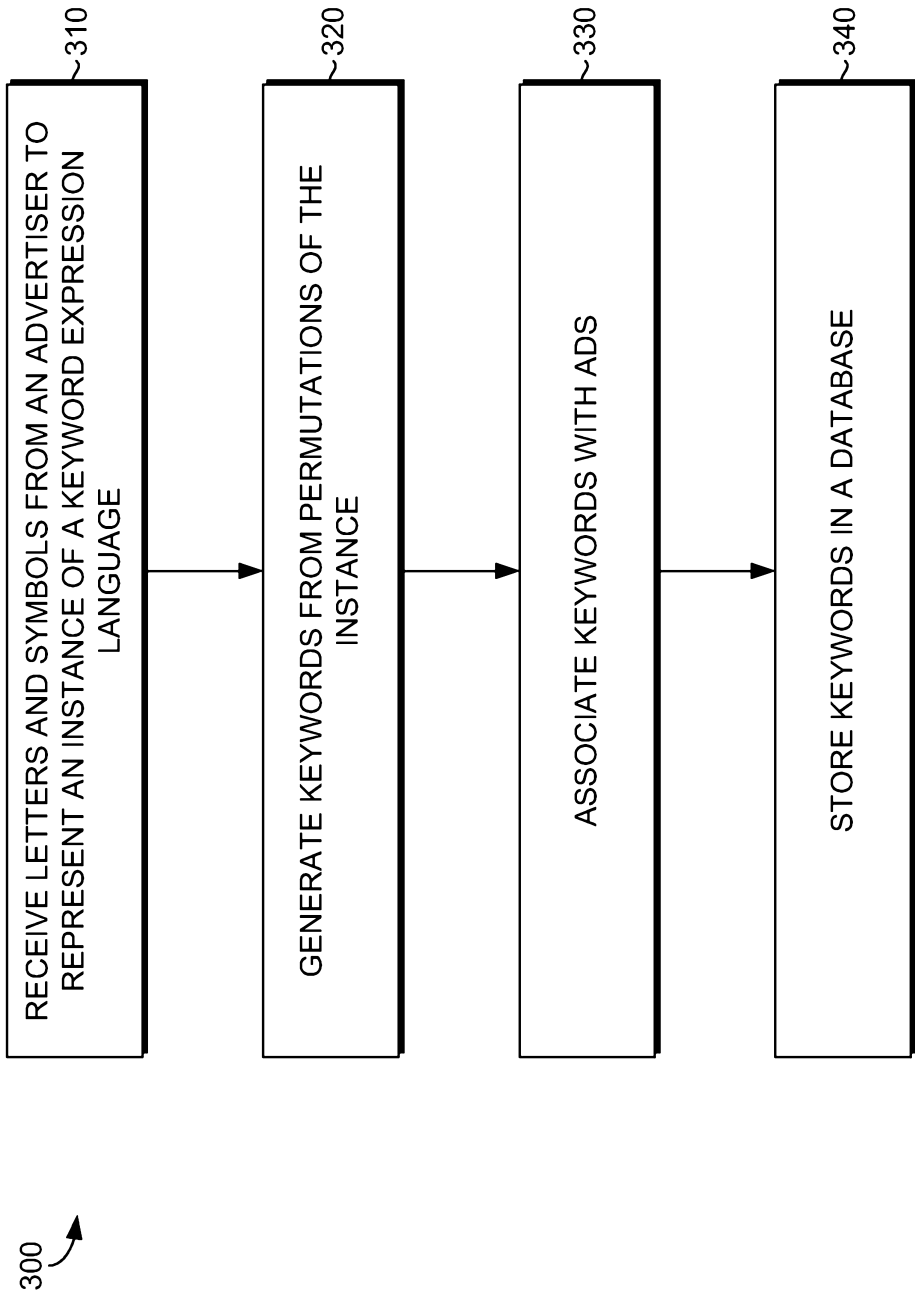 300
RECEIVE LETTERS AND SYMBOLS FROM AN ADVERTISER TO
REPRESENT AN INSTANCE OF A KEYWORD EXPRESSION
LANGUAGE
310
GENERATE KEYWORDS FROM PERMUTATIONS OF THE
INSTANCE
320
ASSOCIATE KEYWORDS WITH ADS
330
STORE KEYWORDS IN A DATABASE
340